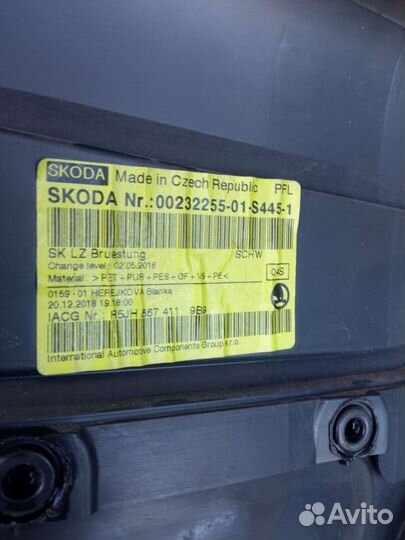 SKODA Made in Czech Republic PFL
SKODA Nr.:00232255-01-S445-1
SK LZ Bruestung SCHW
Change level: 02.05.2016
Material: >PET+PUR+PES+GF+VS+PE< 04S
0159-01 HEREJKOVA Blanka
20.12.2018 19:18:00
IACG Nr.: R5JH 867 411 9B9
International Automotive Components Group s.r.o.
Avito